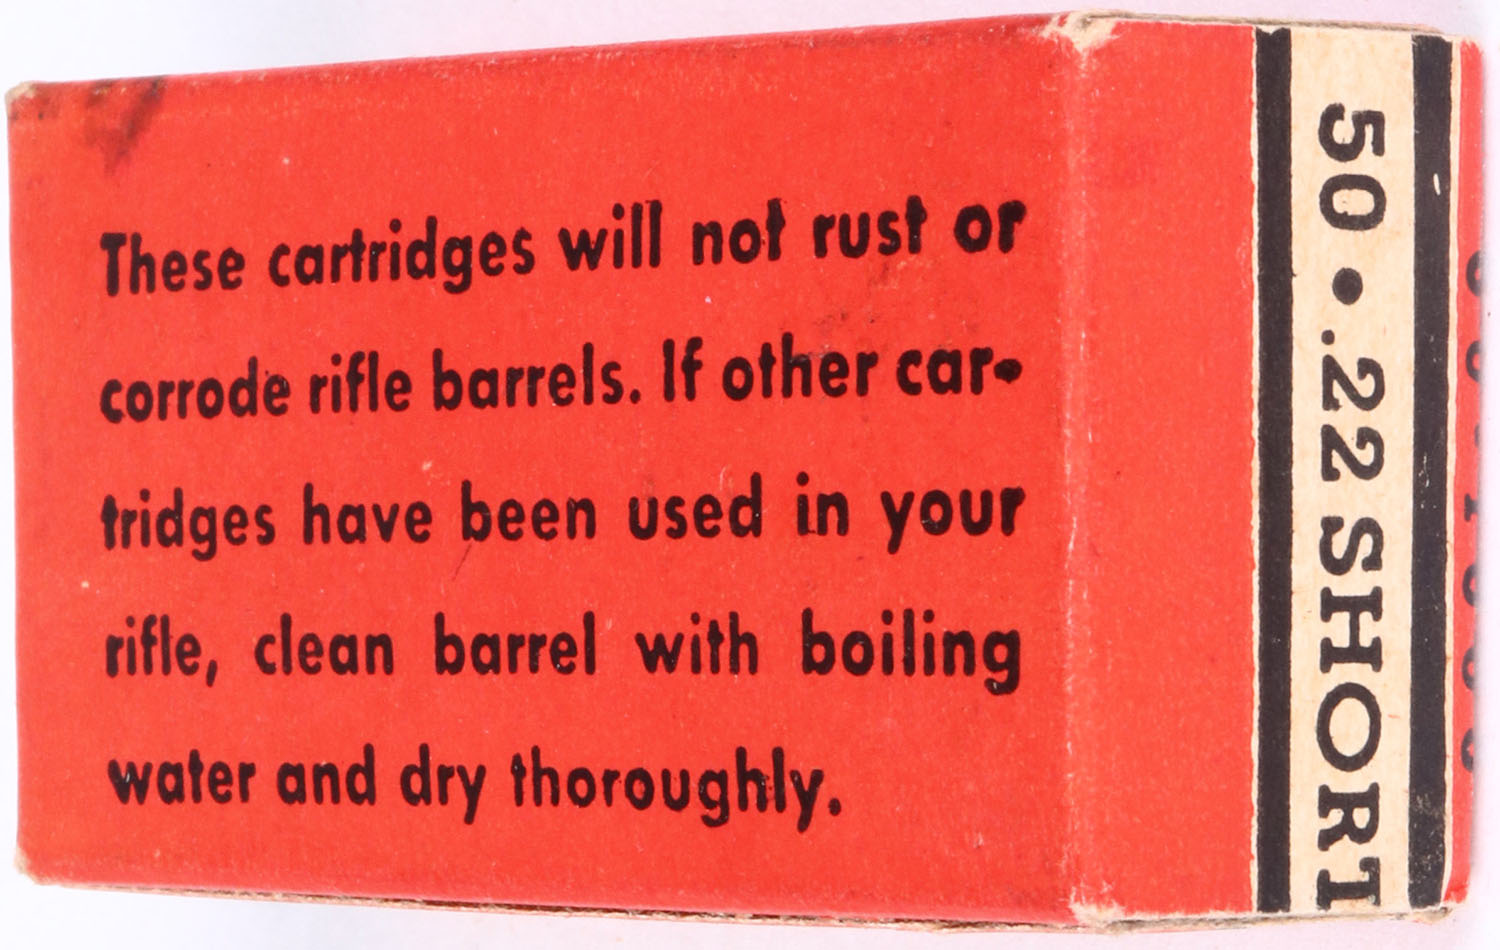 These cartridges will not rust or
corrode rifle barrels. If other car-
tridges have been used in your
rifle, clean barrel with boiling
water and dry thoroughly.
50 • .22 SHORT